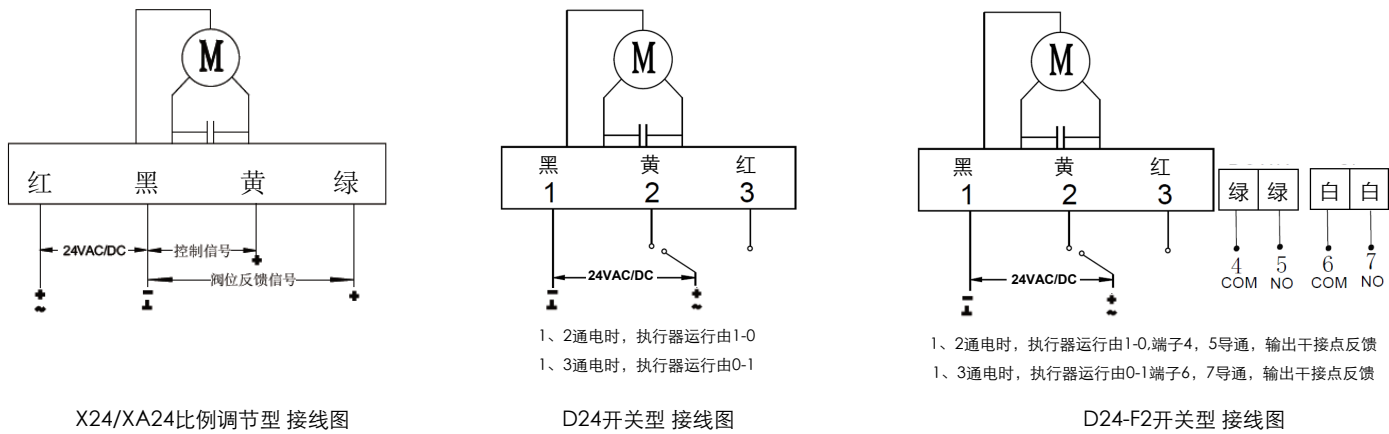 M
红 黑 黄 绿
24VAC/DC 控制信号
阀位反馈信号
X24/XA24比例调节型 接线图
M
黑 黄 红
1 2 3
24VAC/DC
1、2通电时，执行器运行由1-0
1、3通电时，执行器运行由0-1
D24开关型 接线图
M
黑 黄 红
1 2 3
绿 绿 白 白
4 5 6 7
COM NO COM NO
24VAC/DC
1、2通电时，执行器运行由1-0,端子4，5导通，输出干接点反馈
1、3通电时，执行器运行由0-1端子6，7导通，输出干接点反馈
D24-F2开关型 接线图